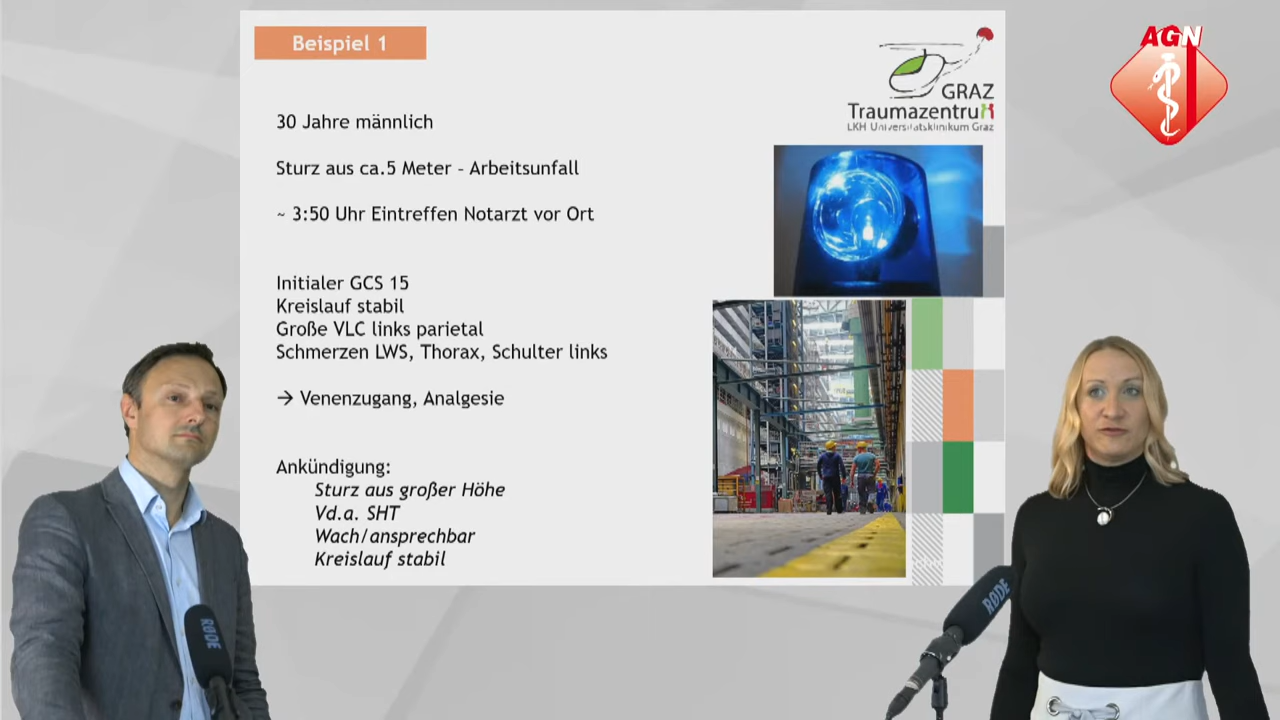 Beispiel 1
AGN
GRAZ
Traumazentrum
LKH Universitätsklinikum Graz
30 Jahre männlich
Sturz aus ca.5 Meter – Arbeitsunfall
~ 3:50 Uhr Eintreffen Notarzt vor Ort
Initialer GCS 15
Kreislauf stabil
Große VLC links parietal
Schmerzen LWS, Thorax, Schulter links
→ Venenzugang, Analgesie
Ankündigung:
Sturz aus großer Höhe
Vd.a. SHT
Wach/ansprechbar
Kreislauf stabil
RØDE
RØDE